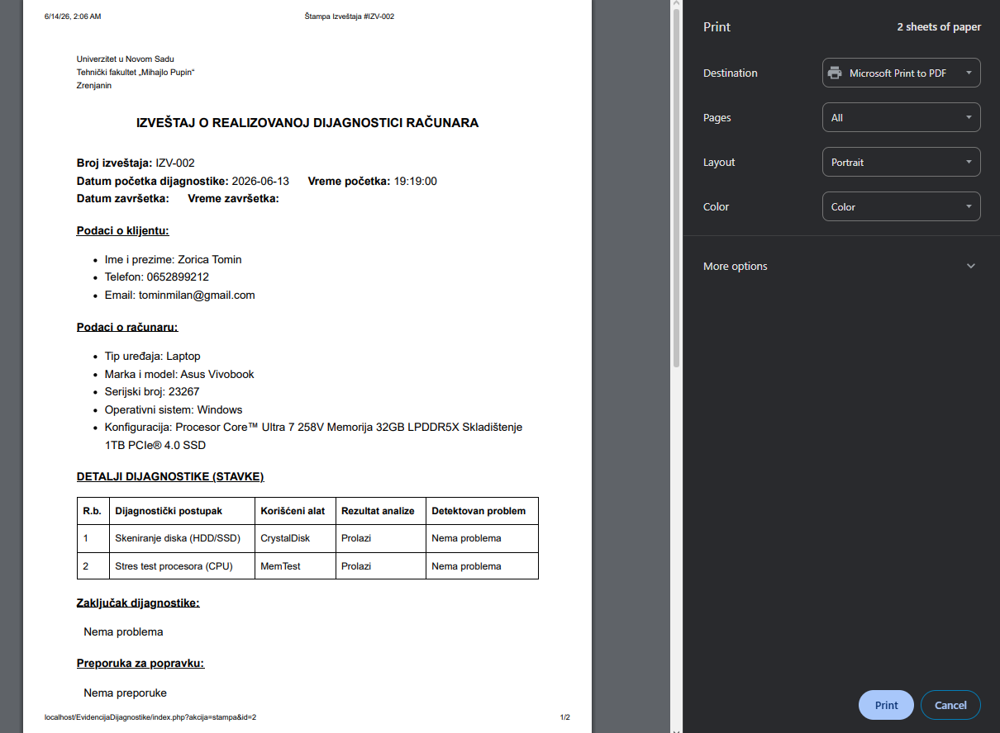 6/14/26, 2:06 AM Štampa Izveštaja #IZV-002
Univerzitet u Novom Sadu
Tehnički fakultet „Mihajlo Pupin“
Zrenjanin
IZVEŠTAJ O REALIZOVANOJ DIJAGNOSTICI RAČUNARA
Broj izveštaja: IZV-002
Datum početka dijagnostike: 2026-06-13 Vreme početka: 19:19:00
Datum završetka: Vreme završetka:
Podaci o klijentu:
• Ime i prezime: Zorica Tomin
• Telefon: 0652899212
• Email: tominmilan@gmail.com
Podaci o računaru:
• Tip uređaja: Laptop
• Marka i model: Asus Vivobook
• Serijski broj: 23267
• Operativni sistem: Windows
• Konfiguracija: Procesor Core™ Ultra 7 258V Memorija 32GB LPDDR5X Skladištenje
1TB PCIe® 4.0 SSD
DETALJI DIJAGNOSTIKE (STAVKE)
R.b. Dijagnostički postupak Korišćeni alat Rezultat analize Detektovan problem
1 Skeniranje diska (HDD/SSD) CrystalDisk Prolazi Nema problema
2 Stres test procesora (CPU) MemTest Prolazi Nema problema
Zaključak dijagnostike:
Nema problema
Preporuka za popravku:
Nema preporuke
localhost/EvidencijaDijagnostike/index.php?akcija=stampa&id=2 1/2
Print 2 sheets of paper
Destination Microsoft Print to PDF
Pages All
Layout Portrait
Color Color
More options
Print Cancel